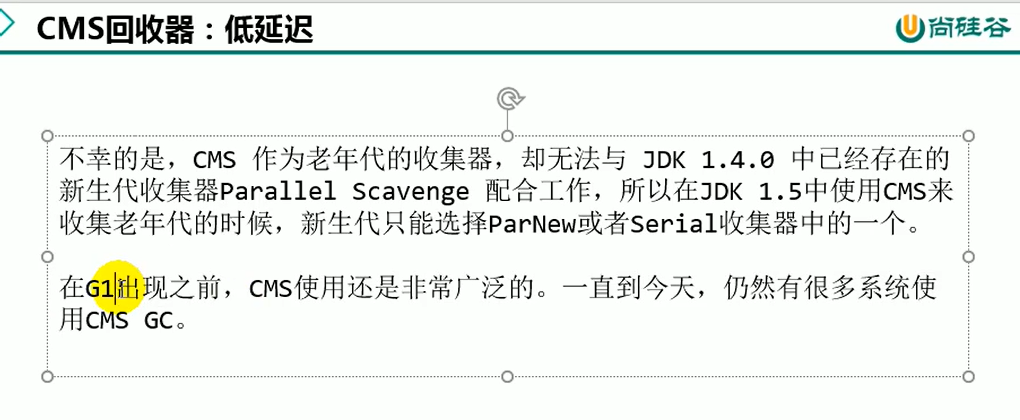 CMS回收器：低延迟
尚硅谷
不幸的是，CMS 作为老年代的收集器，却无法与 JDK 1.4.0 中已经存在的
新生代收集器Parallel Scavenge 配合工作，所以在JDK 1.5中使用CMS来
收集老年代的时候，新生代只能选择ParNew或者Serial收集器中的一个。
在G1出现之前，CMS使用还是非常广泛的。一直到今天，仍然有很多系统使
用CMS GC。